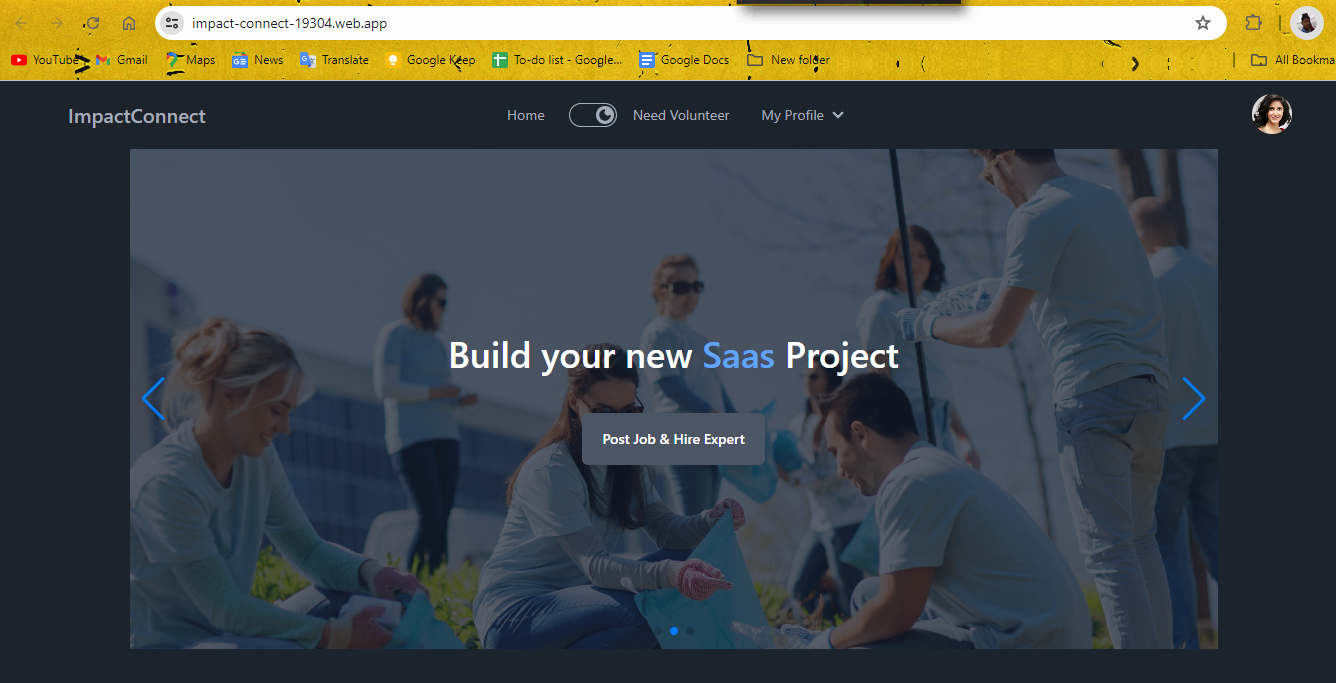 impact-connect-19304.web.app
YouTube Gmail Maps News Translate Google Keep To-do list - Google... Google Docs New folder All Bookma
ImpactConnect Home Need Volunteer My Profile
Build your new Saas Project
Post Job & Hire Expert